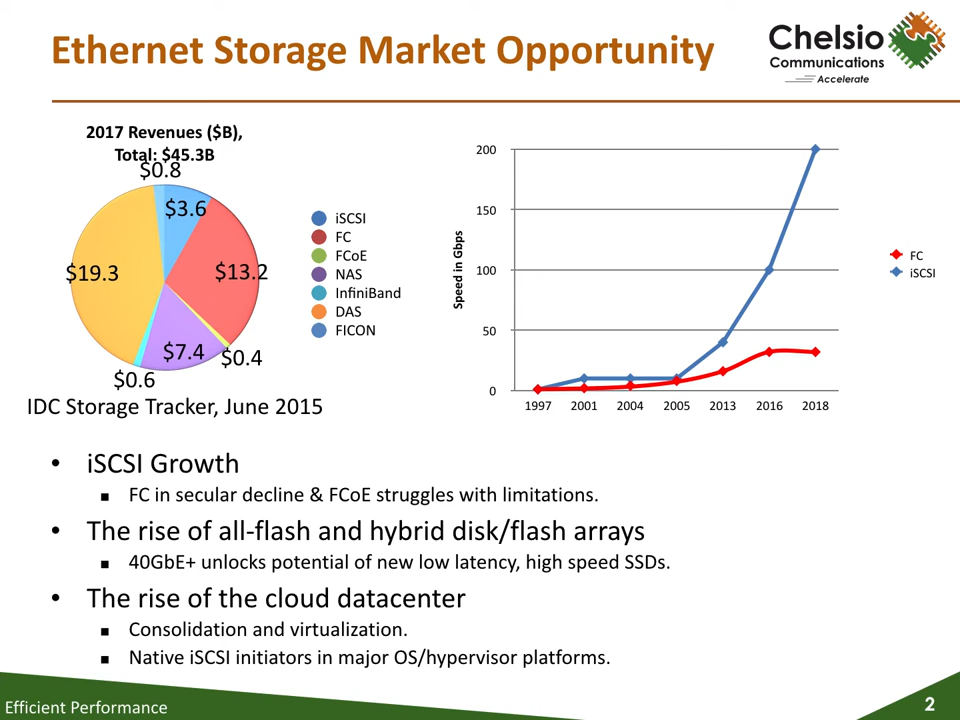 Ethernet Storage Market Opportunity
Chelsio
Communications
Accelerate
2017 Revenues ($B),
Total: $45.3B
$0.8
$3.6
$19.3
$13.2
$7.4
$0.4
$0.6
iSCSI
FC
FCoE
NAS
InfiniBand
DAS
FICON
IDC Storage Tracker, June 2015
Speed in Gbps
200
150
100
50
0
1997 2001 2004 2005 2013 2016 2018
FC
iSCSI
• iSCSI Growth
▪ FC in secular decline & FCoE struggles with limitations.
• The rise of all-flash and hybrid disk/flash arrays
▪ 40GbE+ unlocks potential of new low latency, high speed SSDs.
• The rise of the cloud datacenter
▪ Consolidation and virtualization.
▪ Native iSCSI initiators in major OS/hypervisor platforms.
Efficient Performance
2